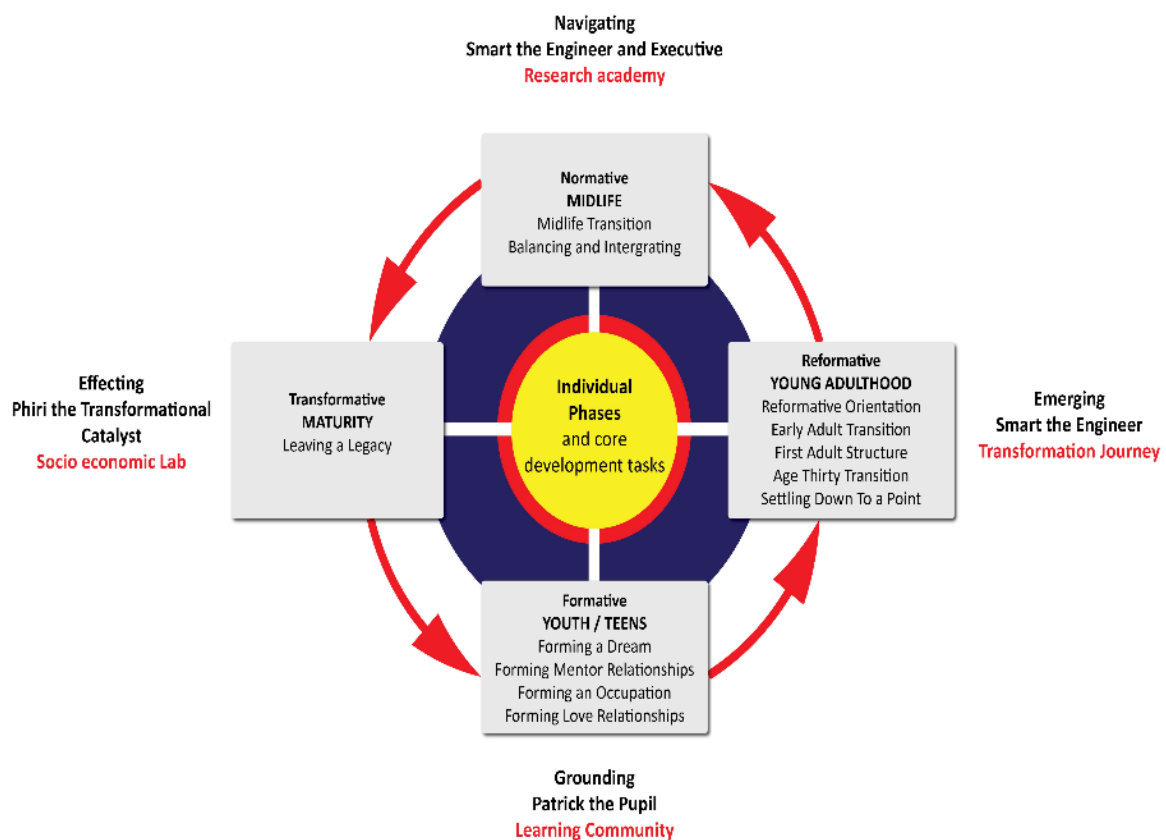 Navigating
Smart the Engineer and Executive
Research academy
Normative
MIDLIFE
Midlife Transition
Balancing and Intergrating
Effecting
Phiri the Transformational
Catalyst
Socio economic Lab
Transformative
MATURITY
Leaving a Legacy
Individual
Phases
and core
development tasks
Reformative
YOUNG ADULTHOOD
Reformative Orientation
Early Adult Transition
First Adult Structure
Age Thirty Transition
Settling Down To a Point
Emerging
Smart the Engineer
Transformation Journey
Formative
YOUTH / TEENS
Forming a Dream
Forming Mentor Relationships
Forming an Occupation
Forming Love Relationships
Grounding
Patrick the Pupil
Learning Community